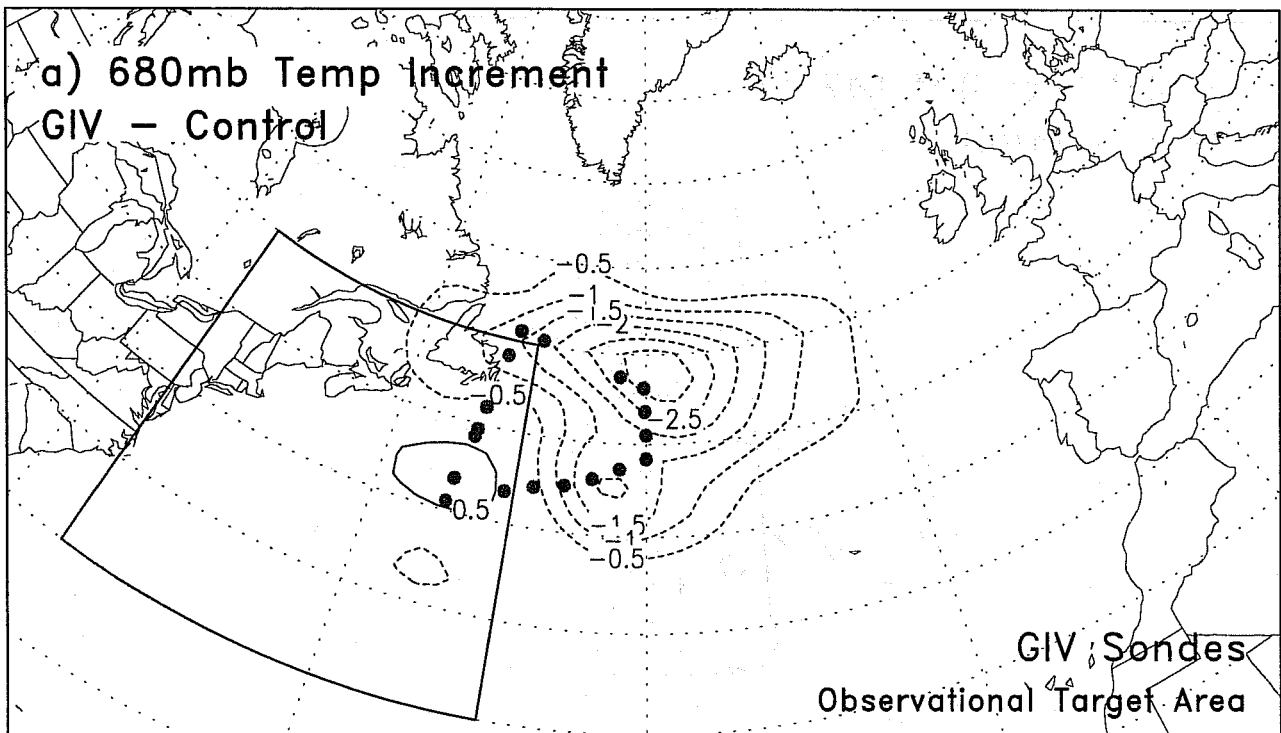 a) 680mb Temp Increment
GIV – Control
-0.5
-1
-1.5
-2
-0.5
-2.5
0.5
-1.5
-1
-0.5
GIV Sondes
Observational Target Area